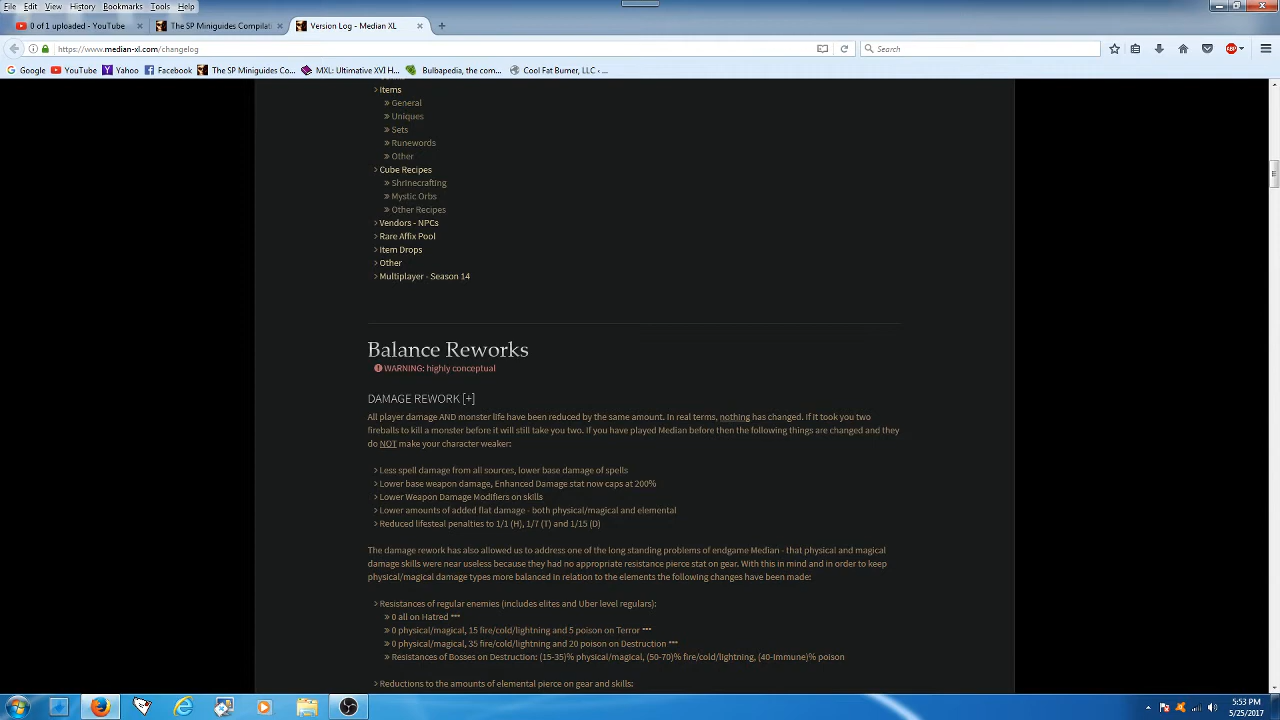 File Edit View History Bookmarks Tools Help
0 of 1 uploaded - YouTube × The SP Miniguides Compilat × Version Log - Median XL × +
https://www.median-xl.com/changelog Search
Google YouTube Yahoo Facebook The SP Miniguides Co... MXL: Ultimative XVI H... Bulbapedia, the com... Cool Fat Burner, LLC ‹ ...
› Items
» General
» Uniques
» Sets
» Runewords
» Other
› Cube Recipes
» Shrinecrafting
» Mystic Orbs
» Other Recipes
› Vendors - NPCs
› Rare Affix Pool
› Item Drops
› Other
› Multiplayer - Season 14
Balance Reworks
WARNING: highly conceptual
DAMAGE REWORK [+]
All player damage AND monster life have been reduced by the same amount. In real terms, nothing has changed. If it took you two
fireballs to kill a monster before it will still take you two. If you have played Median before then the following things are changed and they
do NOT make your character weaker:
› Less spell damage from all sources, lower base damage of spells
› Lower base weapon damage, Enhanced Damage stat now caps at 200%
› Lower Weapon Damage Modifiers on skills
› Lower amounts of added flat damage - both physical/magical and elemental
› Reduced lifesteal penalties to 1/1 (H), 1/7 (T) and 1/15 (D)
The damage rework has also allowed us to address one of the long standing problems of endgame Median - that physical and magical
damage skills were near useless because they had no appropriate resistance pierce stat on gear. With this in mind and in order to keep
physical/magical damage types more balanced in relation to the elements the following changes have been made:
› Resistances of regular enemies (includes elites and Uber level regulars):
» 0 all on Hatred ***
» 0 physical/magical, 15 fire/cold/lightning and 5 poison on Terror ***
» 0 physical/magical, 35 fire/cold/lightning and 20 poison on Destruction ***
» Resistances of Bosses on Destruction: (15-35)% physical/magical, (50-70)% fire/cold/lightning, (40-Immune)% poison
› Reductions to the amounts of elemental pierce on gear and skills:
5:53 PM
5/25/2017